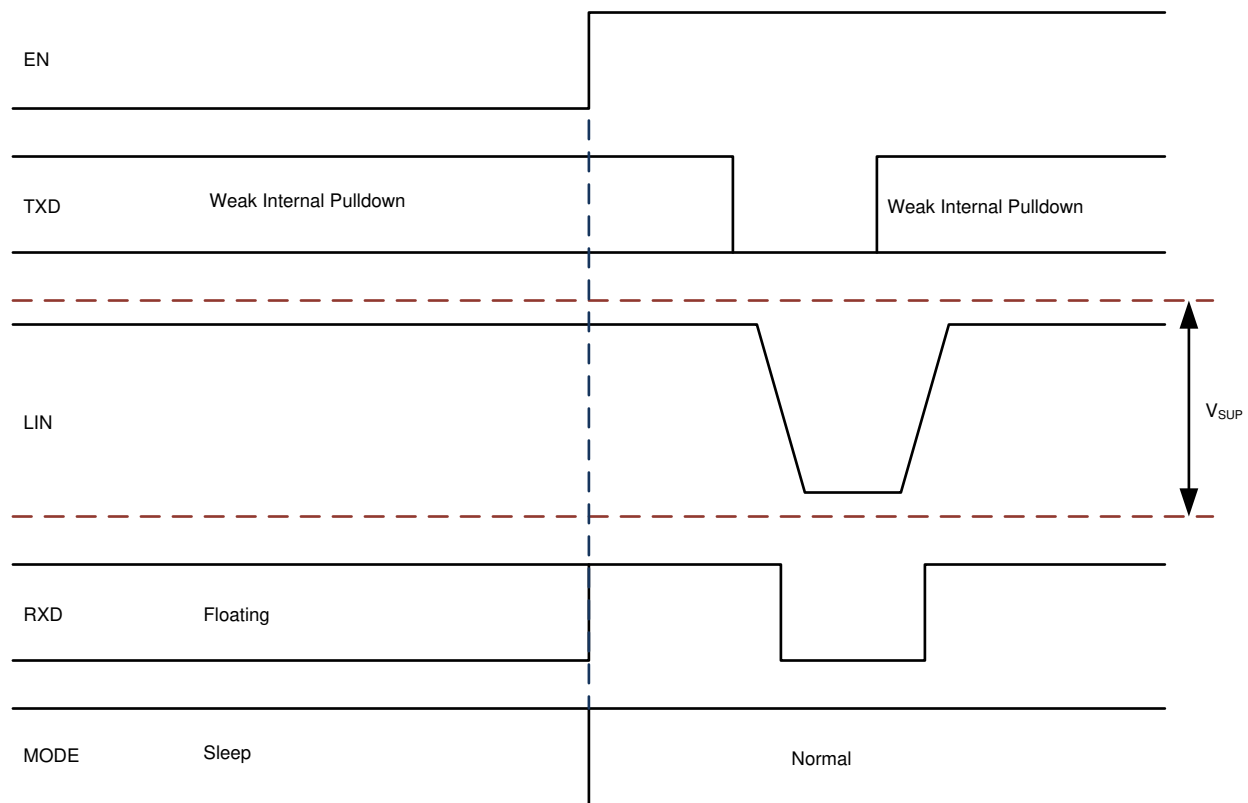 EN
TXD
Weak Internal Pulldown
Weak Internal Pulldown
LIN
VSUP
RXD
Floating
MODE
Sleep
Normal